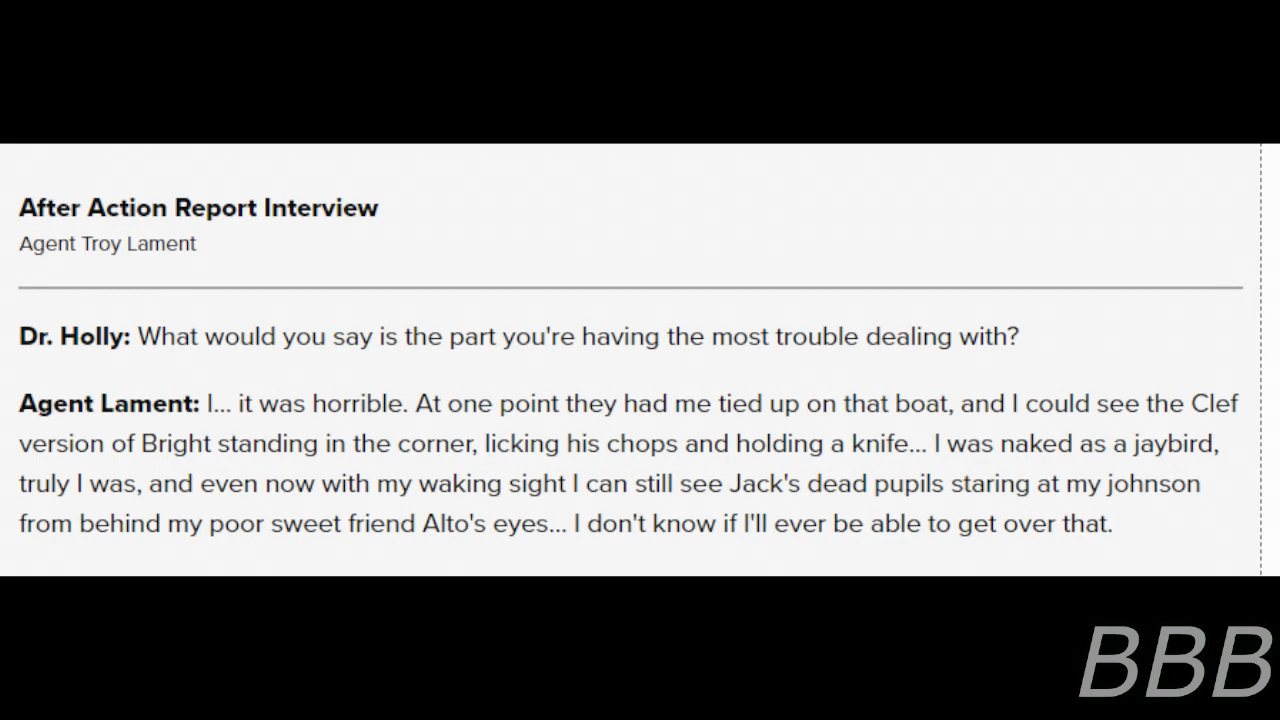 After Action Report Interview
Agent Troy Lament
Dr. Holly: What would you say is the part you're having the most trouble dealing with?
Agent Lament: I... it was horrible. At one point they had me tied up on that boat, and I could see the Clef
version of Bright standing in the corner, licking his chops and holding a knife... I was naked as a jaybird,
truly I was, and even now with my waking sight I can still see Jack's dead pupils staring at my johnson
from behind my poor sweet friend Alto's eyes... I don't know if I'll ever be able to get over that.
BBB